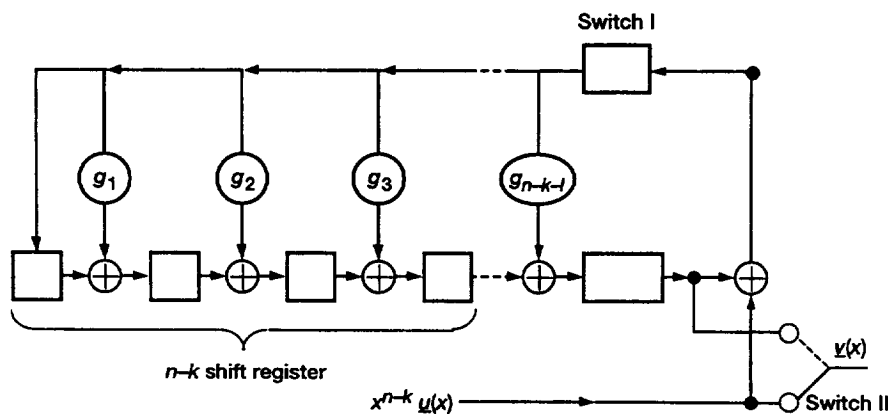 Switch I
g₁ g₂ g₃ gₙ₋ₖ₋ₗ
n–k shift register
v(x)
xⁿ⁻ᵏ u(x)
Switch II